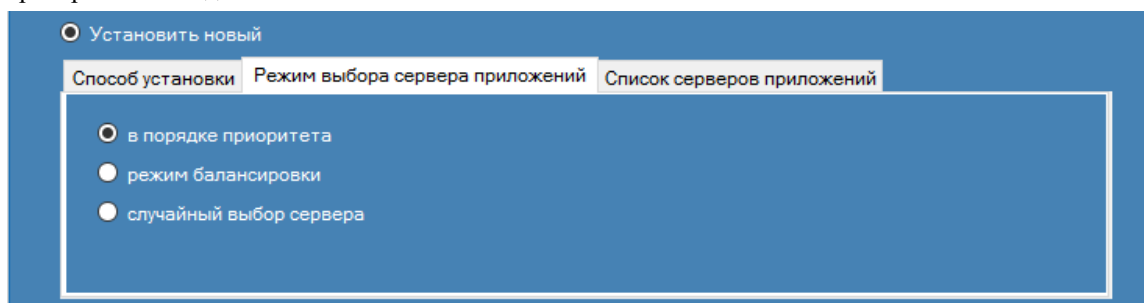 Установить новый
Способ установки Режим выбора сервера приложений Список серверов приложений
в порядке приоритета
режим балансировки
случайный выбор сервера